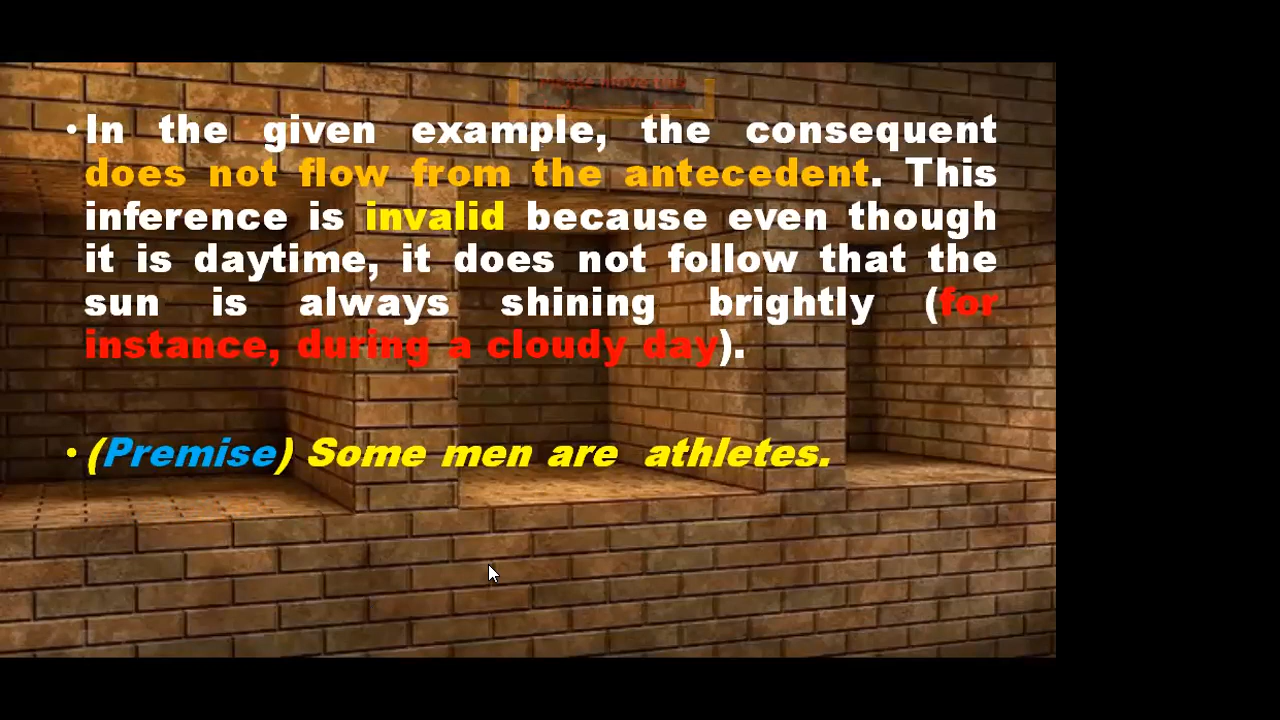 • In the given example, the consequent
does not flow from the antecedent. This
inference is invalid because even though
it is daytime, it does not follow that the
sun is always shining brightly (for
instance, during a cloudy day).
• (Premise) Some men are athletes.